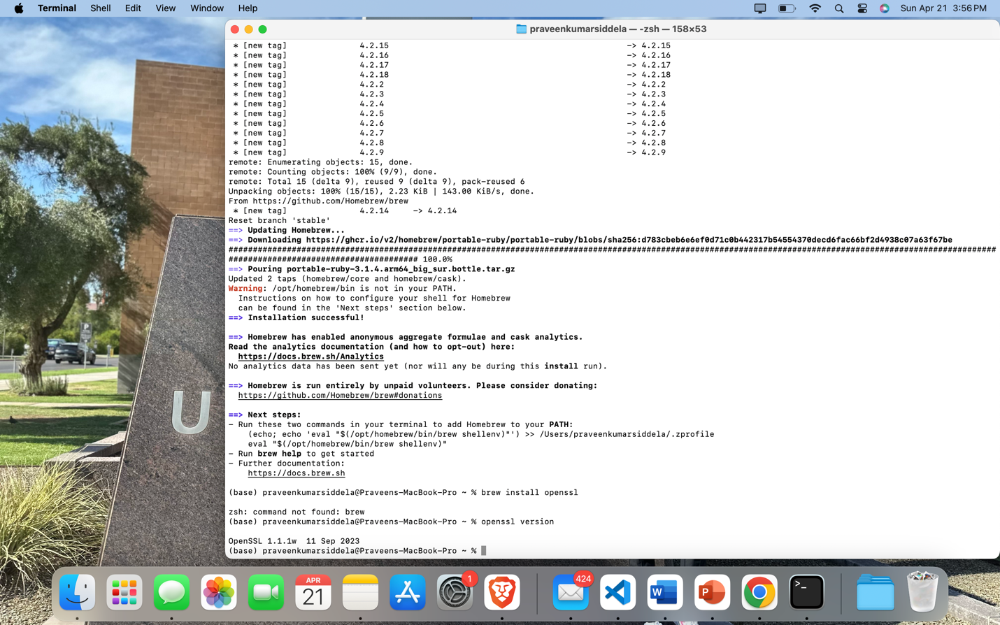 Terminal Shell Edit View Window Help Sun Apr 21 3:56 PM
praveenkumarsiddela — -zsh — 158×53
* [new tag] 4.2.15 -> 4.2.15
* [new tag] 4.2.16 -> 4.2.16
* [new tag] 4.2.17 -> 4.2.17
* [new tag] 4.2.18 -> 4.2.18
* [new tag] 4.2.2 -> 4.2.2
* [new tag] 4.2.3 -> 4.2.3
* [new tag] 4.2.4 -> 4.2.4
* [new tag] 4.2.5 -> 4.2.5
* [new tag] 4.2.6 -> 4.2.6
* [new tag] 4.2.7 -> 4.2.7
* [new tag] 4.2.8 -> 4.2.8
* [new tag] 4.2.9 -> 4.2.9
remote: Enumerating objects: 15, done.
remote: Counting objects: 100% (9/9), done.
remote: Total 15 (delta 9), reused 9 (delta 9), pack-reused 6
Unpacking objects: 100% (15/15), 2.23 KiB | 143.00 KiB/s, done.
From https://github.com/Homebrew/brew
* [new tag] 4.2.14 -> 4.2.14
Reset branch 'stable'
==> Updating Homebrew...
==> Downloading https://ghcr.io/v2/homebrew/portable-ruby/portable-ruby/blobs/sha256:d783cbeb6e6ef0d71c0b442317b54554370decd6fac66bf2d4938c07a63f67be
##############################################################################################################################################################
####################################### 100.0%
==> Pouring portable-ruby-3.1.4.arm64_big_sur.bottle.tar.gz
Updated 2 taps (homebrew/core and homebrew/cask).
Warning: /opt/homebrew/bin is not in your PATH.
Instructions on how to configure your shell for Homebrew
can be found in the 'Next steps' section below.
==> Installation successful!
==> Homebrew has enabled anonymous aggregate formulae and cask analytics.
Read the analytics documentation (and how to opt-out) here:
https://docs.brew.sh/Analytics
No analytics data has been sent yet (nor will any be during this install run).
==> Homebrew is run entirely by unpaid volunteers. Please consider donating:
https://github.com/Homebrew/brew#donations
==> Next steps:
- Run these two commands in your terminal to add Homebrew to your PATH:
(echo; echo 'eval "$(/opt/homebrew/bin/brew shellenv)"') >> /Users/praveenkumarsiddela/.zprofile
eval "$(/opt/homebrew/bin/brew shellenv)"
- Run brew help to get started
- Further documentation:
https://docs.brew.sh
(base) praveenkumarsiddela@Praveens-MacBook-Pro ~ % brew install openssl
zsh: command not found: brew
(base) praveenkumarsiddela@Praveens-MacBook-Pro ~ % openssl version
OpenSSL 1.1.1w 11 Sep 2023
(base) praveenkumarsiddela@Praveens-MacBook-Pro ~ %
U
P
APR
21
1
424
W
P
>_